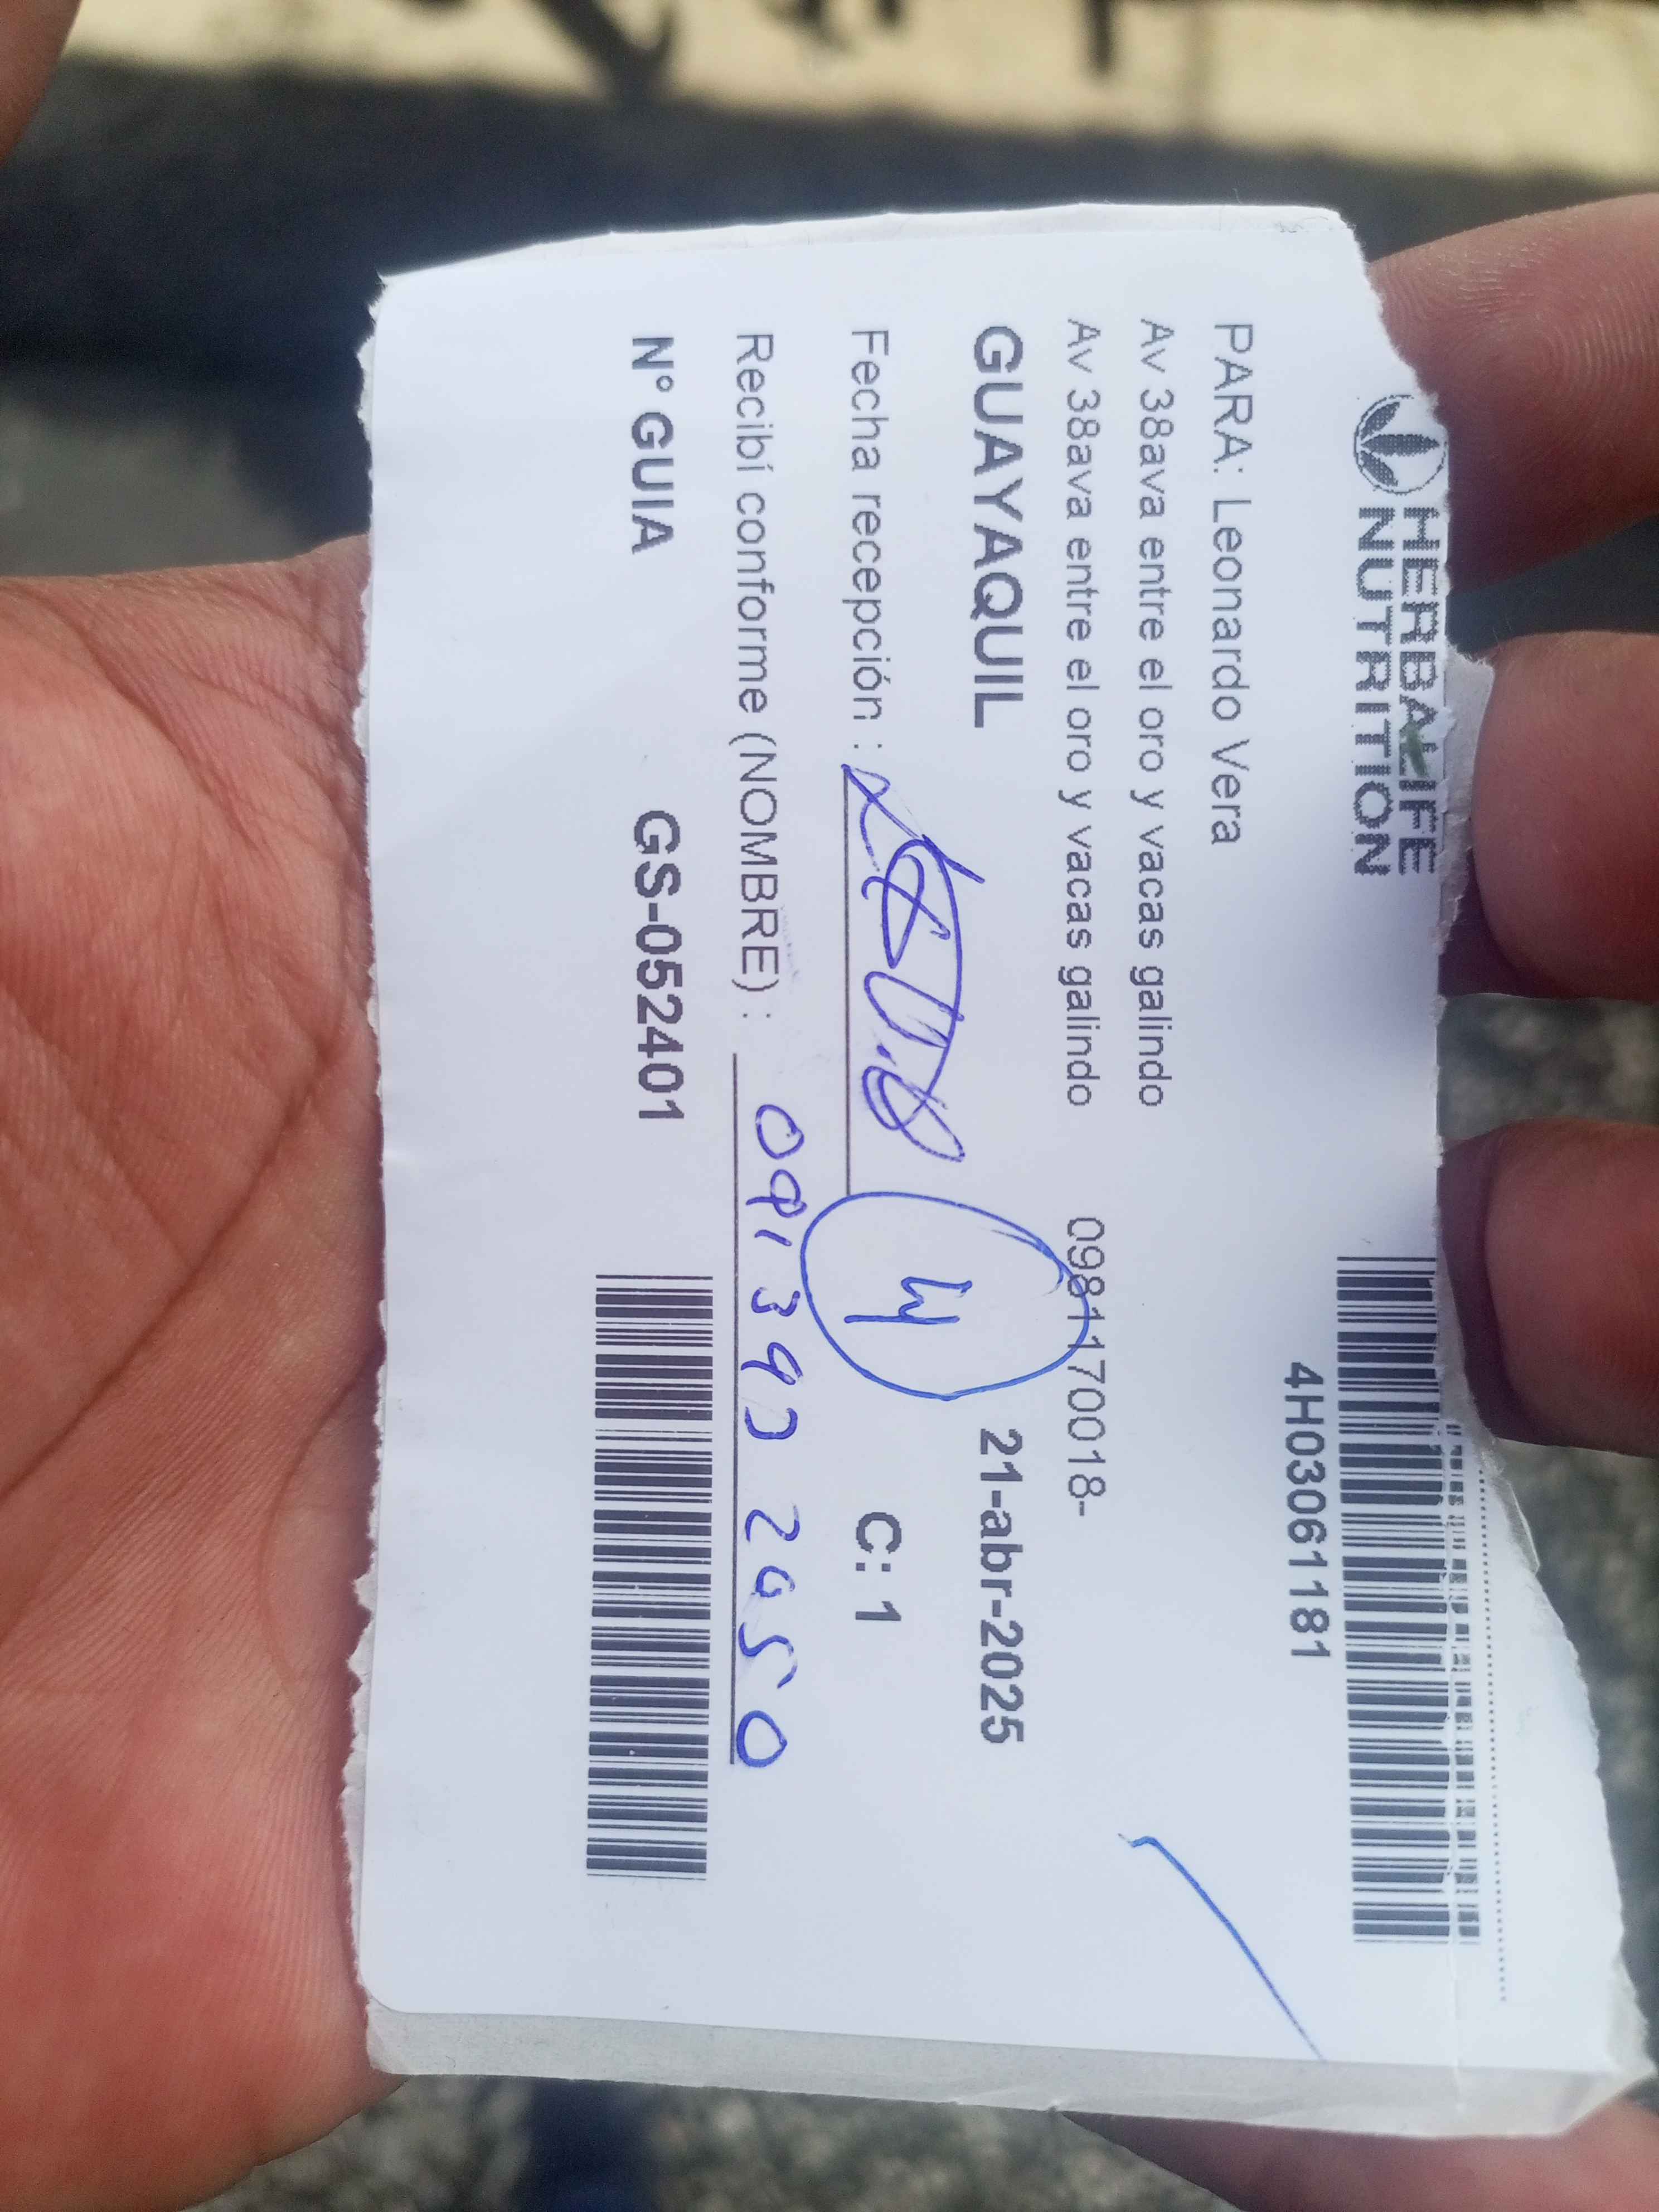 HERBALIFE
NUTRITION
4H03061181
PARA: Leonardo Vera
Av 38ava entre el oro y vacas galindo
Av 38ava entre el oro y vacas galindo 0981170018-
GUAYAQUIL 21-abr-2025
Fecha recepción : 4 C: 1
Recibí conforme (NOMBRE) :
N° GUIA GS-052401